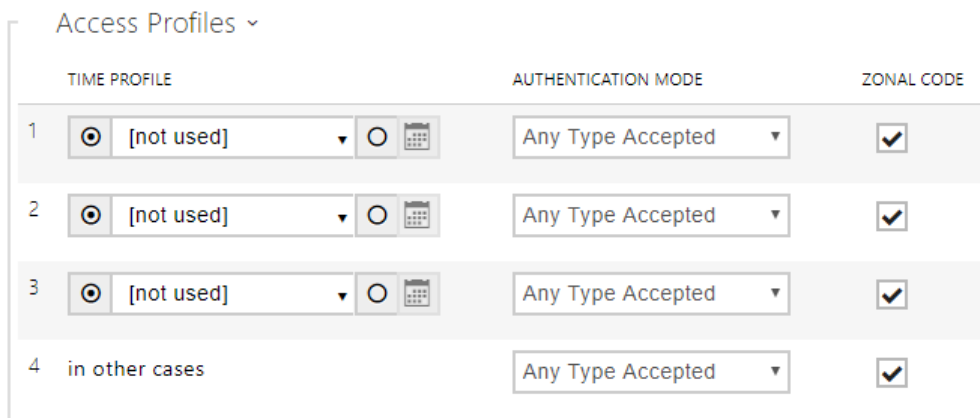 Access Profiles
TIME PROFILE AUTHENTICATION MODE ZONAL CODE
1 [not used] Any Type Accepted
2 [not used] Any Type Accepted
3 [not used] Any Type Accepted
4 in other cases Any Type Accepted